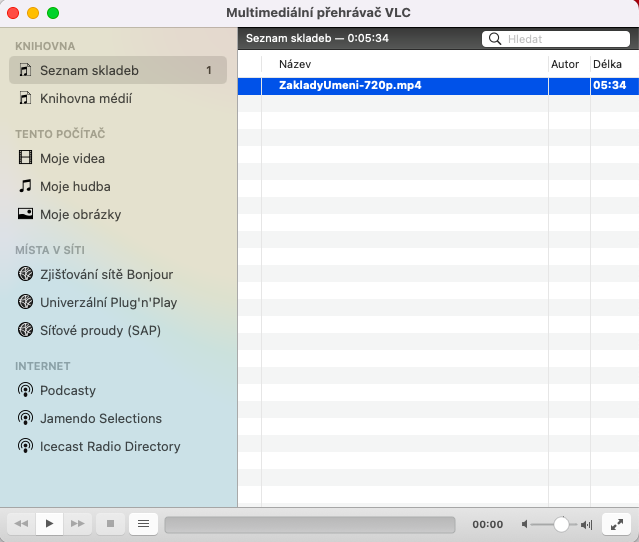 Multimediální přehrávač VLC
KNIHOVNA
Seznam skladeb 1
Knihovna médií
TENTO POČÍTAČ
Moje videa
Moje hudba
Moje obrázky
MÍSTA V SÍTI
Zjišťování sítě Bonjour
Univerzální Plug'n'Play
Síťové proudy (SAP)
INTERNET
Podcasty
Jamendo Selections
Icecast Radio Directory
Seznam skladeb — 0:05:34
Hledat
Název Autor Délka
ZakladyUmeni-720p.mp4 05:34
00:00